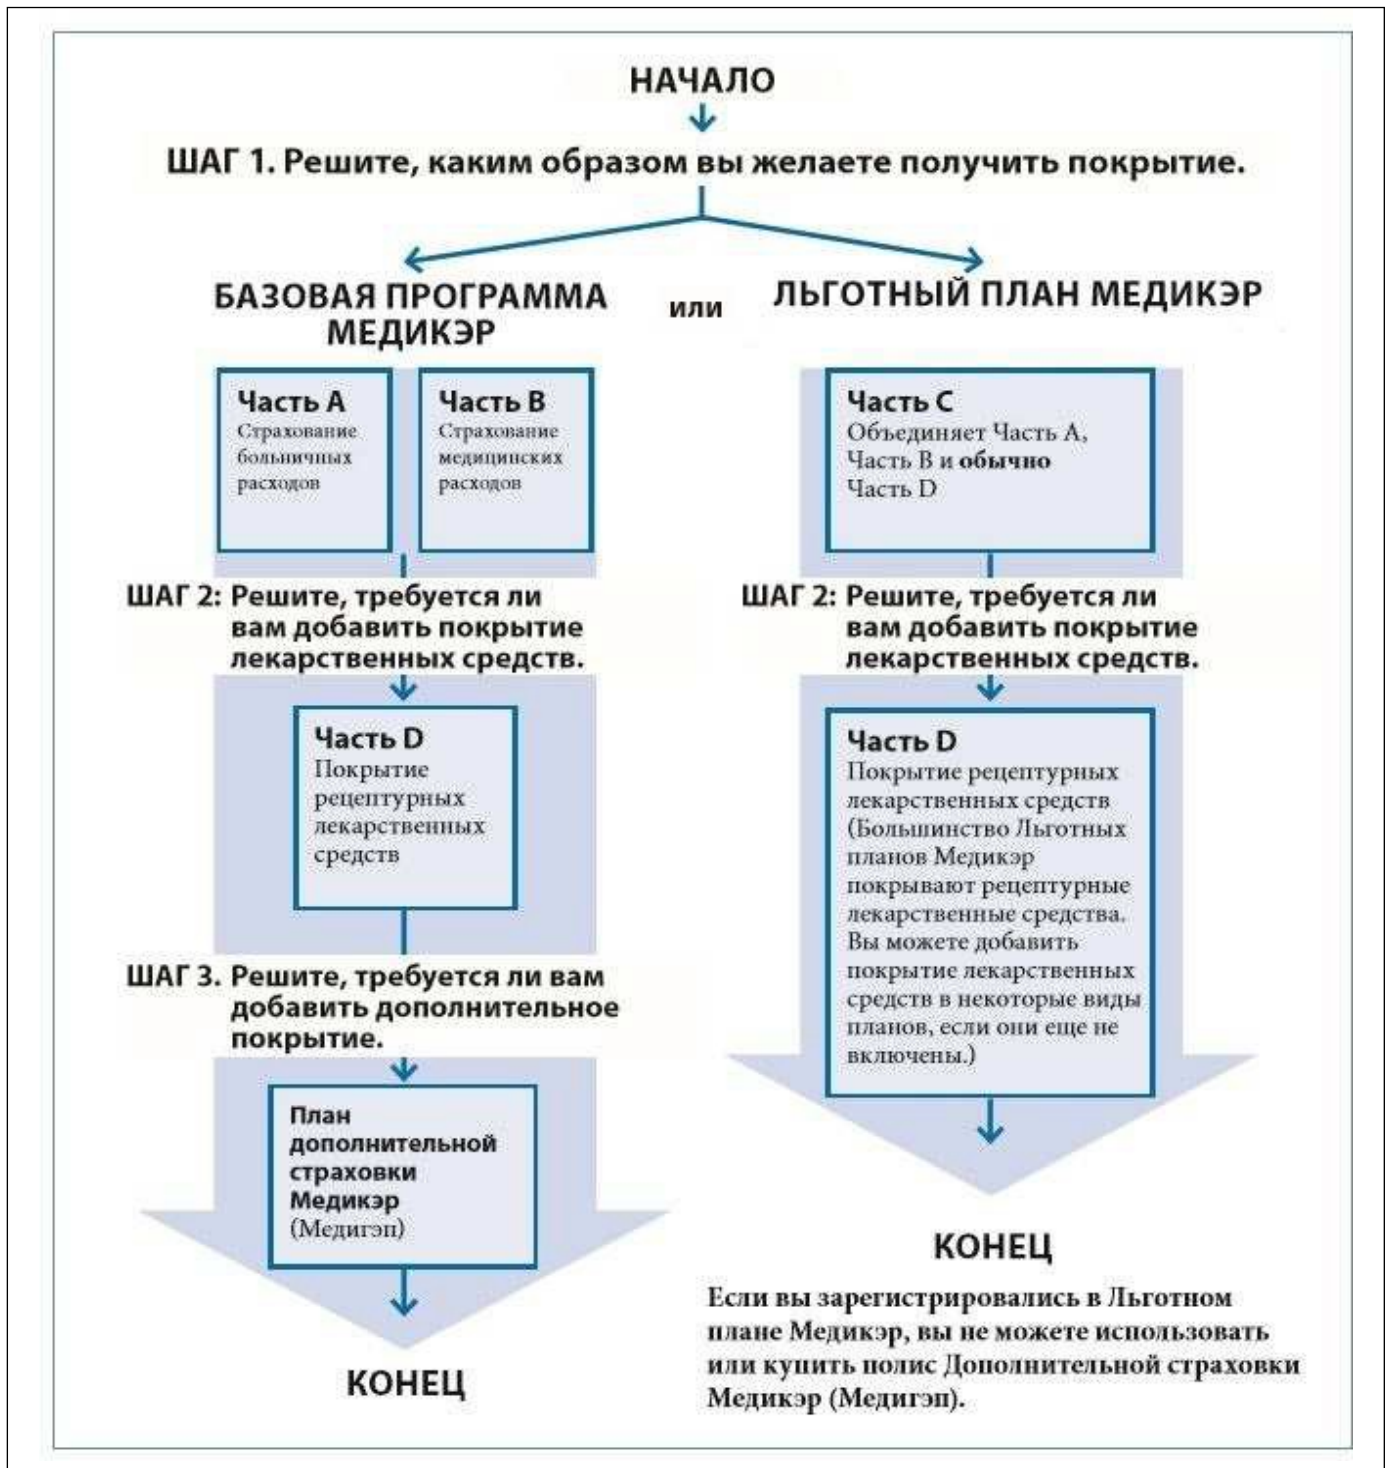 НАЧАЛО
ШАГ 1. Решите, каким образом вы желаете получить покрытие.
БАЗОВАЯ ПРОГРАММА
МЕДИКЭР
или
ЛЬГОТНЫЙ ПЛАН МЕДИКЭР
Часть A
Страхование
больничных
расходов
Часть B
Страхование
медицинских
расходов
ШАГ 2: Решите, требуется ли
вам добавить покрытие
лекарственных средств.
Часть D
Покрытие
рецептурных
лекарственных
средств
ШАГ 3. Решите, требуется ли вам
добавить дополнительное
покрытие.
План
дополнительной
страховки
Медикэр
(Медигэп)
КОНЕЦ
Часть C
Объединяет Часть A,
Часть B и обычно
Часть D
ШАГ 2: Решите, требуется ли
вам добавить покрытие
лекарственных средств.
Часть D
Покрытие рецептурных
лекарственных средств
(Большинство Льготных
планов Медикэр
покрывают рецептурные
лекарственные средства.
Вы можете добавить
покрытие лекарственных
средств в некоторые виды
планов, если они еще не
включены.)
КОНЕЦ
Если вы зарегистрировались в Льготном
плане Медикэр, вы не можете использовать
или купить полис Дополнительной страховки
Медикэр (Медигэп).